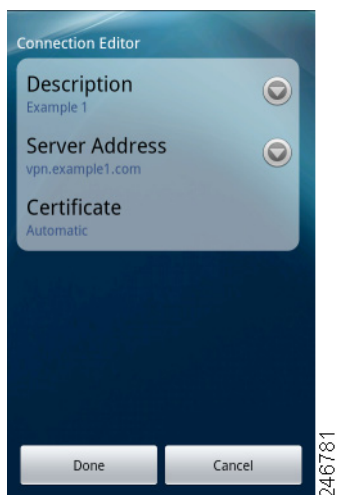 Connection Editor
Description
Example 1
Server Address
vpn.example1.com
Certificate
Automatic
Done
Cancel
246781